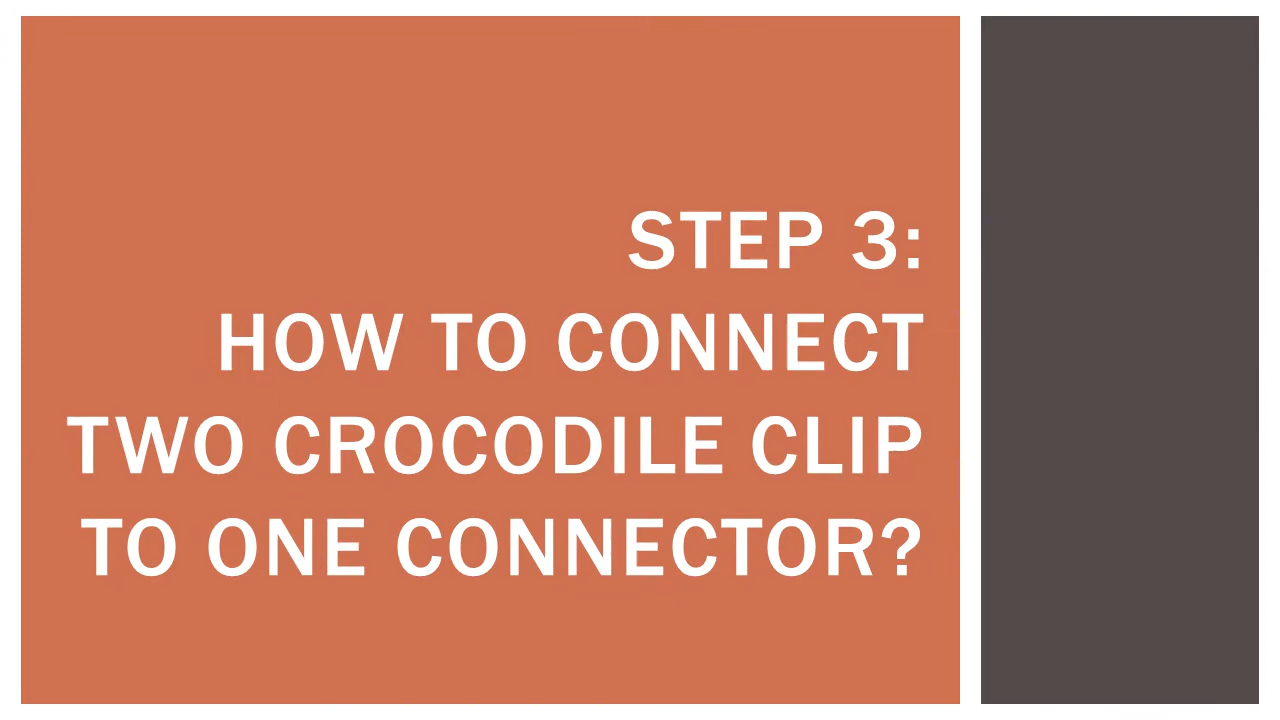 STEP 3:
HOW TO CONNECT
TWO CROCODILE CLIP
TO ONE CONNECTOR?